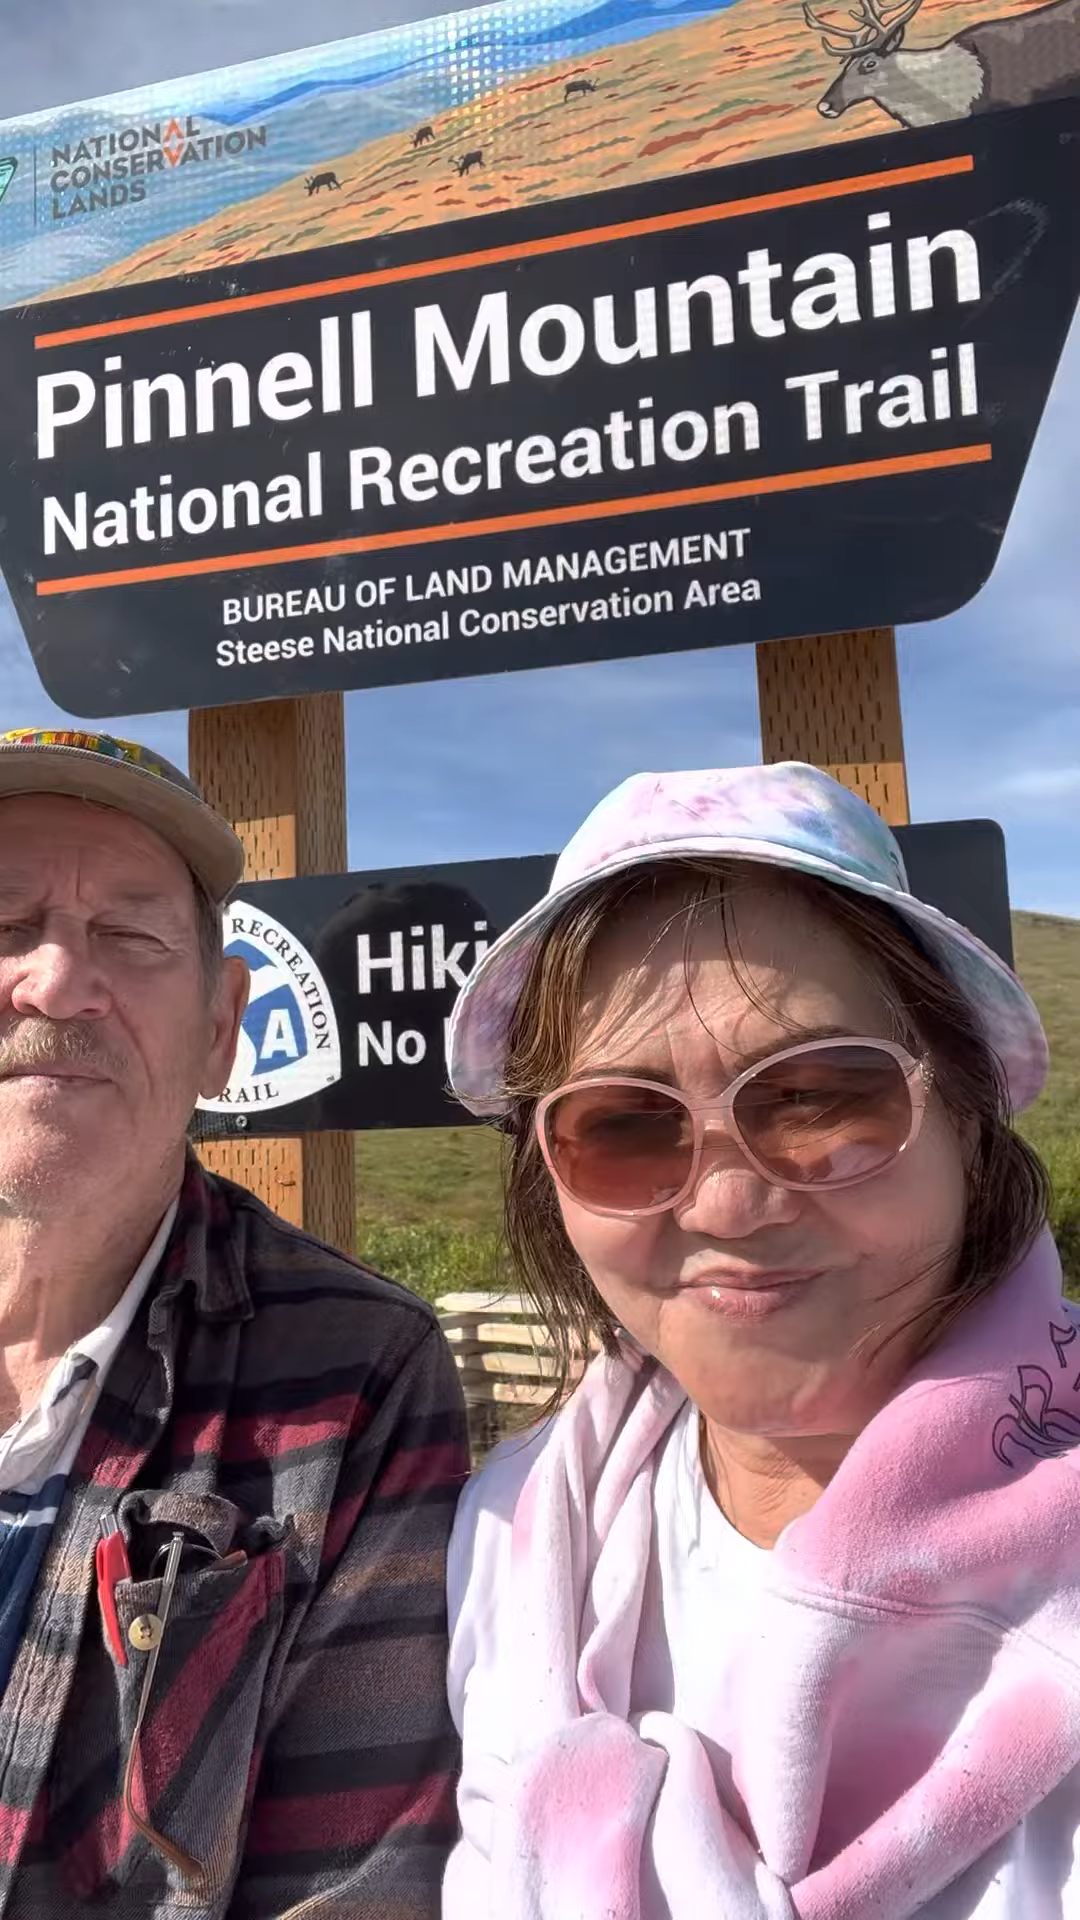 NATIONAL
CONSERVATION
LANDS
Pinnell Mountain
National Recreation Trail
BUREAU OF LAND MANAGEMENT
Steese National Conservation Area
RECREATION
A
RAIL
Hiki
No